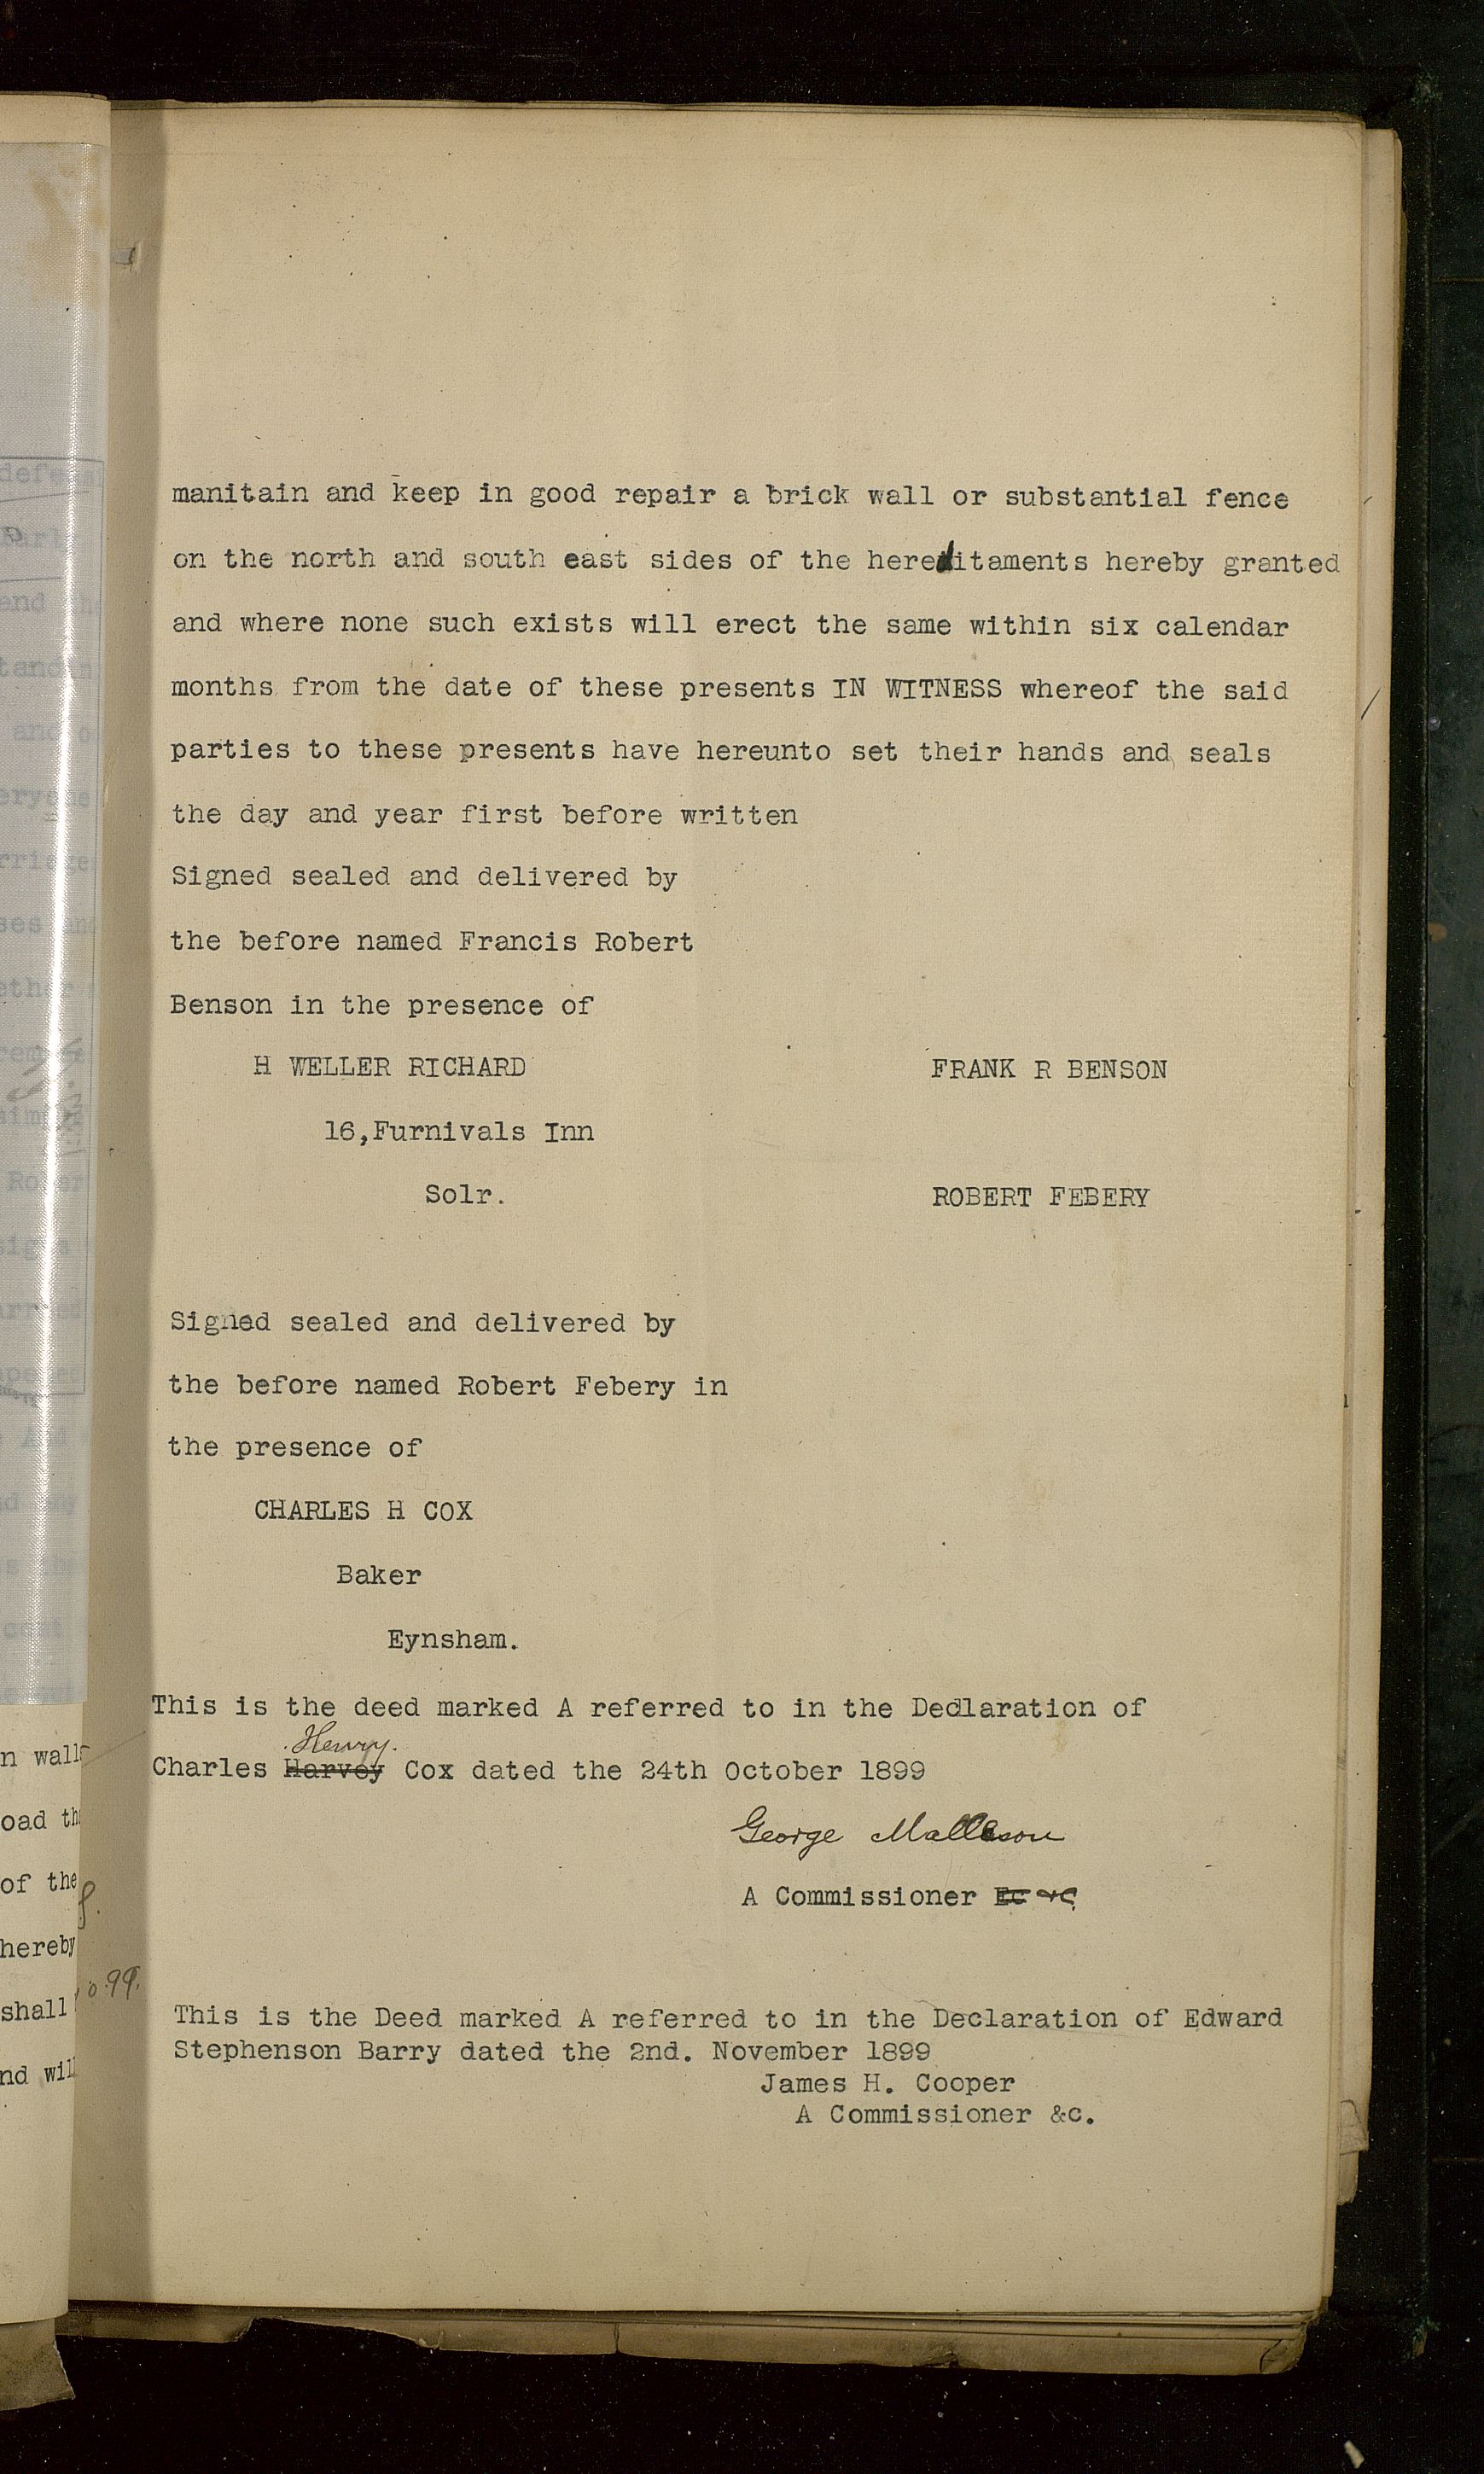 manitain and keep in good repair a brick wall or substantial fence
on the north and south east sides of the hereditaments hereby granted
and where none such exists will erect the same within six calendar
months from the date of these presents IN WITNESS whereof the said
parties to these presents have hereunto set their hands and seals
the day and year first before written
Signed sealed and delivered by
the before named Francis Robert
Benson in the presence of
H WELLER RICHARD FRANK R BENSON
16,Furnivals Inn
Solr. ROBERT FEBERY
Signed sealed and delivered by
the before named Robert Febery in
the presence of
CHARLES H COX
Baker
Eynsham.
This is the deed marked A referred to in the Declaration of
Henry
Charles Harvey Cox dated the 24th October 1899
George
A Commissioner
This is the Deed marked A referred to in the Declaration of Edward
Stephenson Barry dated the 2nd. November 1899
James H. Cooper
A Commissioner &c.